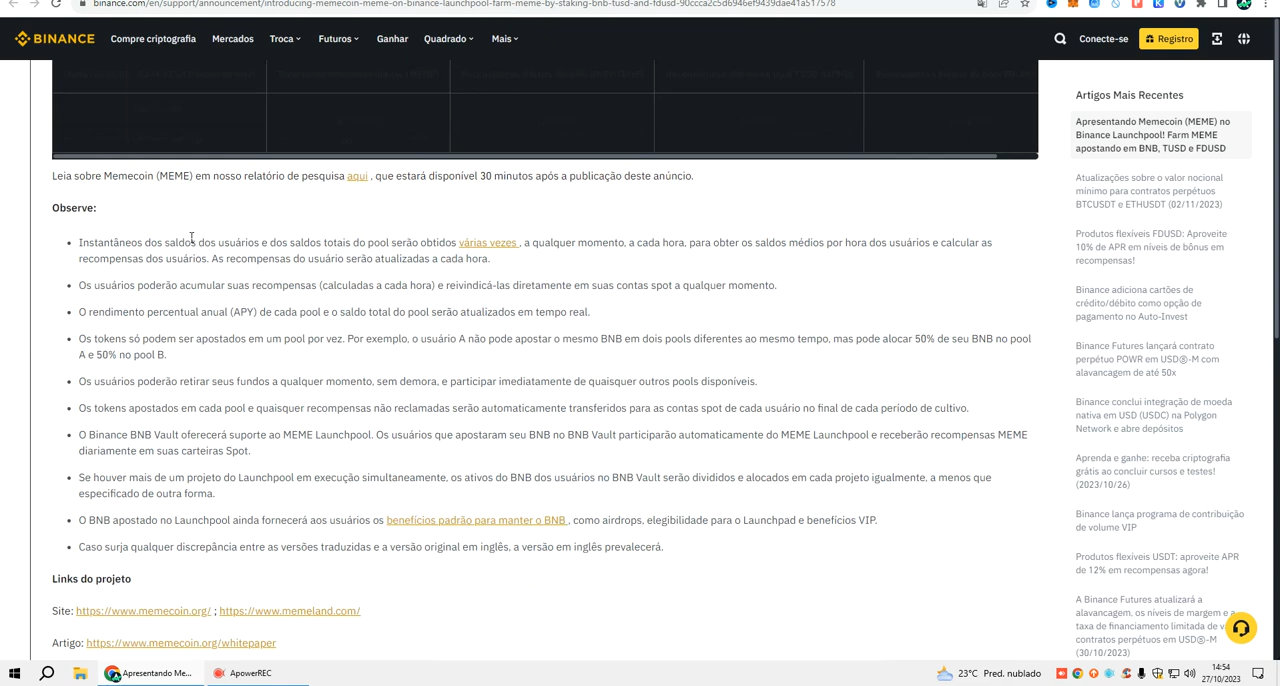 binance.com/en/support/announcement/introducing-memecoin-meme-on-binance-launchpool-farm-meme-by-staking-bnb-tusd-and-fdusd-90ccca2c5d6946ef9439dae41a517578
BINANCE
Compre criptografia
Mercados
Troca
Futuros
Ganhar
Quadrado
Mais
Conecte-se
Registro
Leia sobre Memecoin (MEME) em nosso relatório de pesquisa aqui , que estará disponível 30 minutos após a publicação deste anúncio.
Observe:
• Instantâneos dos saldos dos usuários e dos saldos totais do pool serão obtidos várias vezes , a qualquer momento, a cada hora, para obter os saldos médios por hora dos usuários e calcular as
recompensas dos usuários. As recompensas do usuário serão atualizadas a cada hora.
• Os usuários poderão acumular suas recompensas (calculadas a cada hora) e reivindicá-las diretamente em suas contas spot a qualquer momento.
• O rendimento percentual anual (APY) de cada pool e o saldo total do pool serão atualizados em tempo real.
• Os tokens só podem ser apostados em um pool por vez. Por exemplo, o usuário A não pode apostar o mesmo BNB em dois pools diferentes ao mesmo tempo, mas pode alocar 50% de seu BNB no pool
A e 50% no pool B.
• Os usuários poderão retirar seus fundos a qualquer momento, sem demora, e participar imediatamente de quaisquer outros pools disponíveis.
• Os tokens apostados em cada pool e quaisquer recompensas não reclamadas serão automaticamente transferidos para as contas spot de cada usuário no final de cada período de cultivo.
• O Binance BNB Vault oferecerá suporte ao MEME Launchpool. Os usuários que apostaram seu BNB no BNB Vault participarão automaticamente do MEME Launchpool e receberão recompensas MEME
diariamente em suas carteiras Spot.
• Se houver mais de um projeto do Launchpool em execução simultaneamente, os ativos do BNB dos usuários no BNB Vault serão divididos e alocados em cada projeto igualmente, a menos que
especificado de outra forma.
• O BNB apostado no Launchpool ainda fornecerá aos usuários os benefícios padrão para manter o BNB , como airdrops, elegibilidade para o Launchpad e benefícios VIP.
• Caso surja qualquer discrepância entre as versões traduzidas e a versão original em inglês, a versão em inglês prevalecerá.
Links do projeto
Site: https://www.memecoin.org/ ; https://www.memeland.com/
Artigo: https://www.memecoin.org/whitepaper
Artigos Mais Recentes
Apresentando Memecoin (MEME) no
Binance Launchpool! Farm MEME
apostando em BNB, TUSD e FDUSD
Atualizações sobre o valor nocional
mínimo para contratos perpétuos
BTCUSDT e ETHUSDT (02/11/2023)
Produtos flexíveis FDUSD: Aproveite
10% de APR em níveis de bônus em
recompensas!
Binance adiciona cartões de
crédito/débito como opção de
pagamento no Auto-Invest
Binance Futures lançará contrato
perpétuo POWR em USD®-M com
alavancagem de até 50x
Binance conclui integração de moeda
nativa em USD (USDC) na Polygon
Network e abre depósitos
Aprenda e ganhe: receba criptografia
grátis ao concluir cursos e testes!
(2023/10/26)
Binance lança programa de contribuição
de volume VIP
Produtos flexíveis USDT: aproveite APR
de 12% em recompensas agora!
A Binance Futures atualizará a
alavancagem, os níveis de margem e a
taxa de financiamento limitada de
contratos perpétuos em USD®-M
(30/10/2023)
Apresentando Me...
ApowerREC
23°C Pred. nublado
14:54
27/10/2023